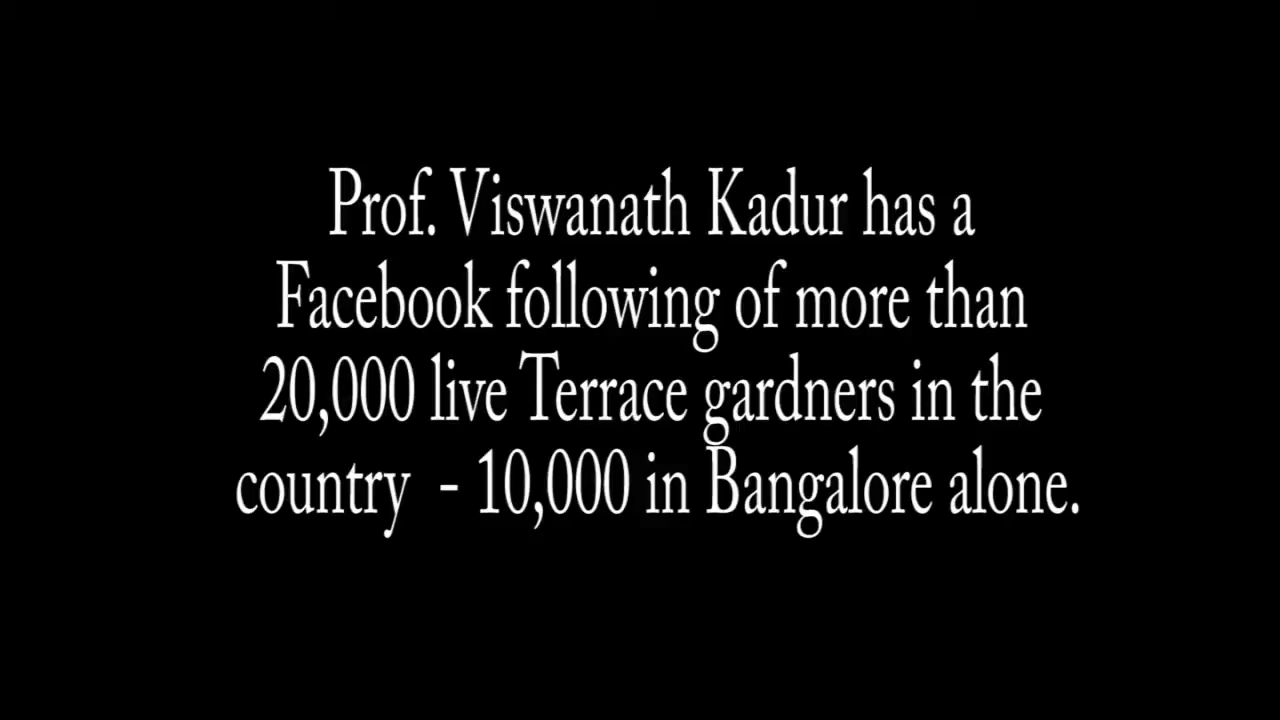 Prof. Viswanath Kadur has a
Facebook following of more than
20,000 live Terrace gardners in the
country - 10,000 in Bangalore alone.